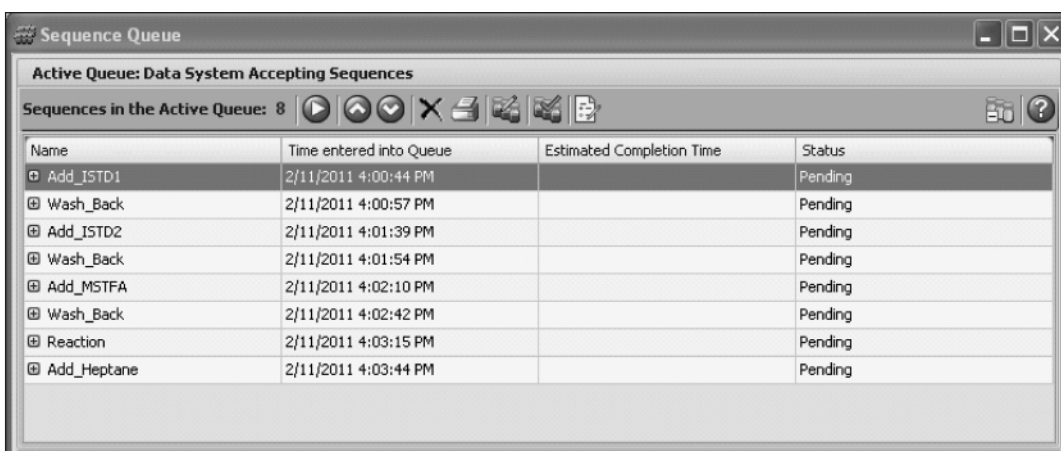 Sequence Queue
Active Queue: Data System Accepting Sequences
Sequences in the Active Queue: 8
Name Time entered into Queue Estimated Completion Time Status
Add_ISTD1 2/11/2011 4:00:44 PM Pending
Wash_Back 2/11/2011 4:00:57 PM Pending
Add_ISTD2 2/11/2011 4:01:39 PM Pending
Wash_Back 2/11/2011 4:01:54 PM Pending
Add_MSTFA 2/11/2011 4:02:10 PM Pending
Wash_Back 2/11/2011 4:02:42 PM Pending
Reaction 2/11/2011 4:03:15 PM Pending
Add_Heptane 2/11/2011 4:03:44 PM Pending